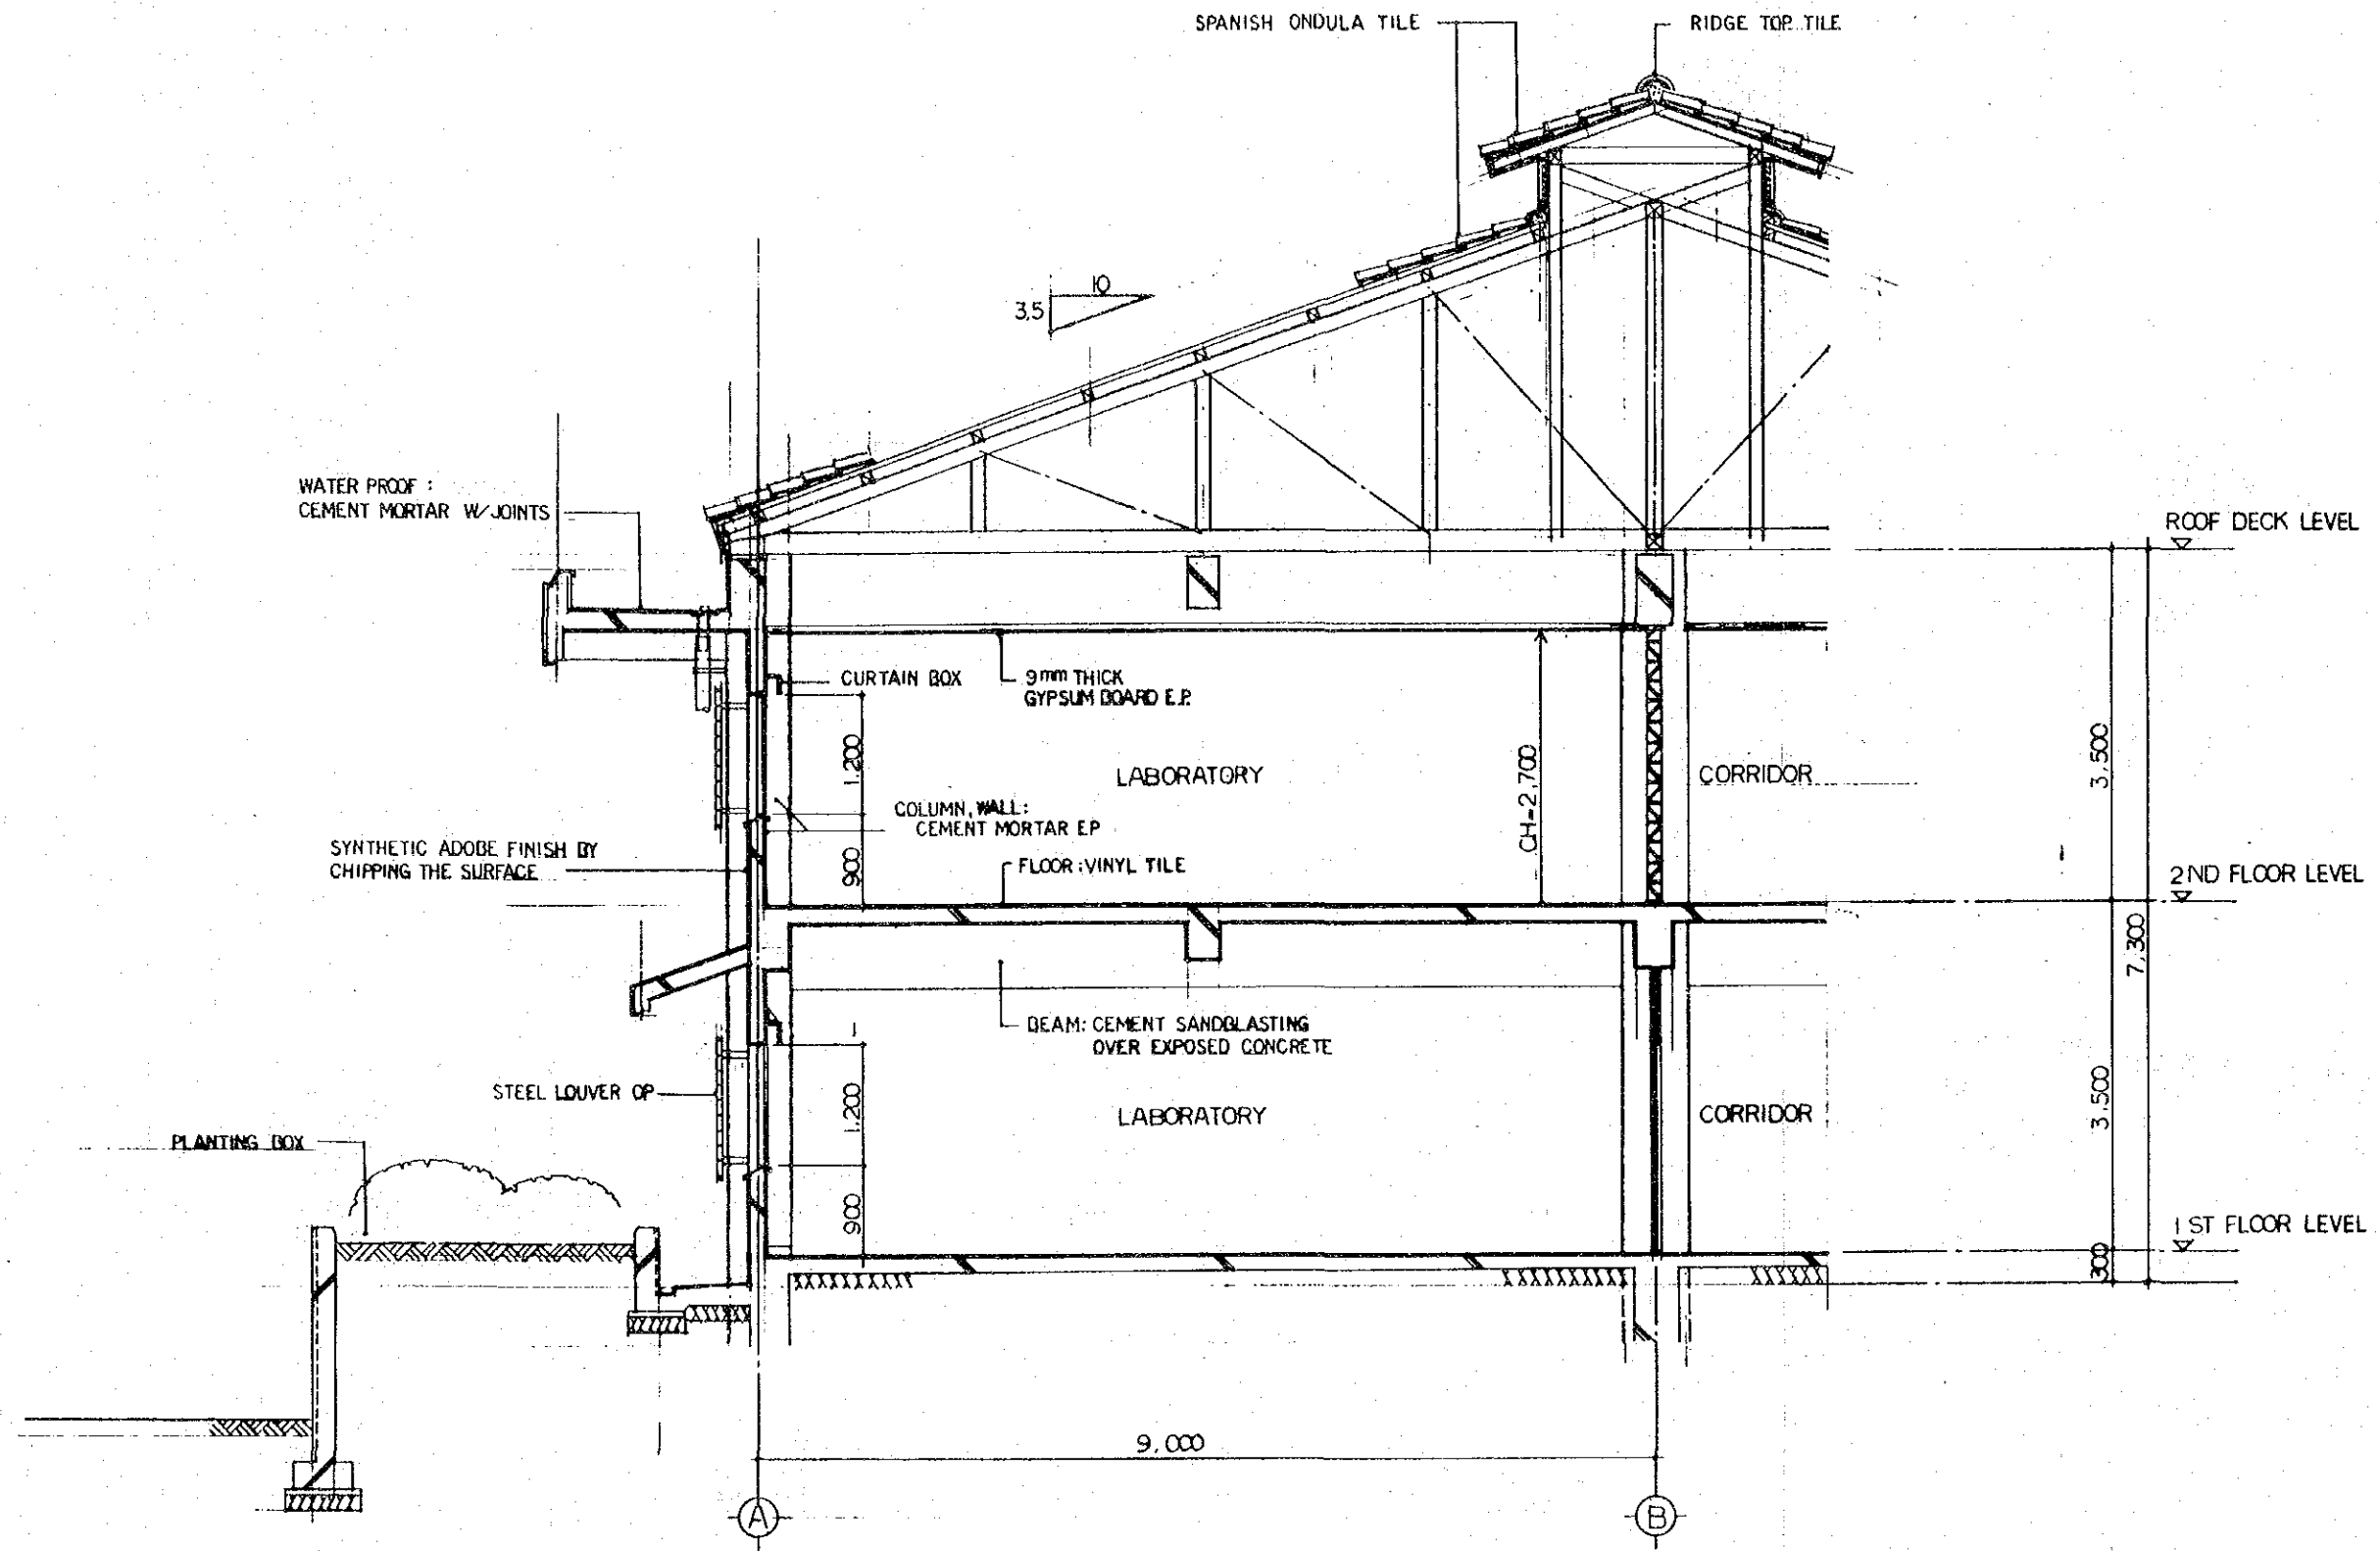 SPANISH ONDULA TILE
RIDGE TOP TILE
10
3.5
WATER PROOF :
CEMENT MORTAR W/JOINTS
ROOF DECK LEVEL
CURTAIN BOX
9mm THICK
GYPSUM BOARD E.P.
1,200
LABORATORY
CH=2,700
CORRIDOR
3,500
COLUMN, WALL:
CEMENT MORTAR E.P
SYNTHETIC ADOBE FINISH BY
CHIPPING THE SURFACE
900
FLOOR : VINYL TILE
2ND FLOOR LEVEL
7,300
BEAM: CEMENT SANDBLASTING
OVER EXPOSED CONCRETE
STEEL LOUVER OP
1,200
LABORATORY
CORRIDOR
3,500
PLANTING BOX
900
1 ST FLOOR LEVEL
300
9,000
A
B